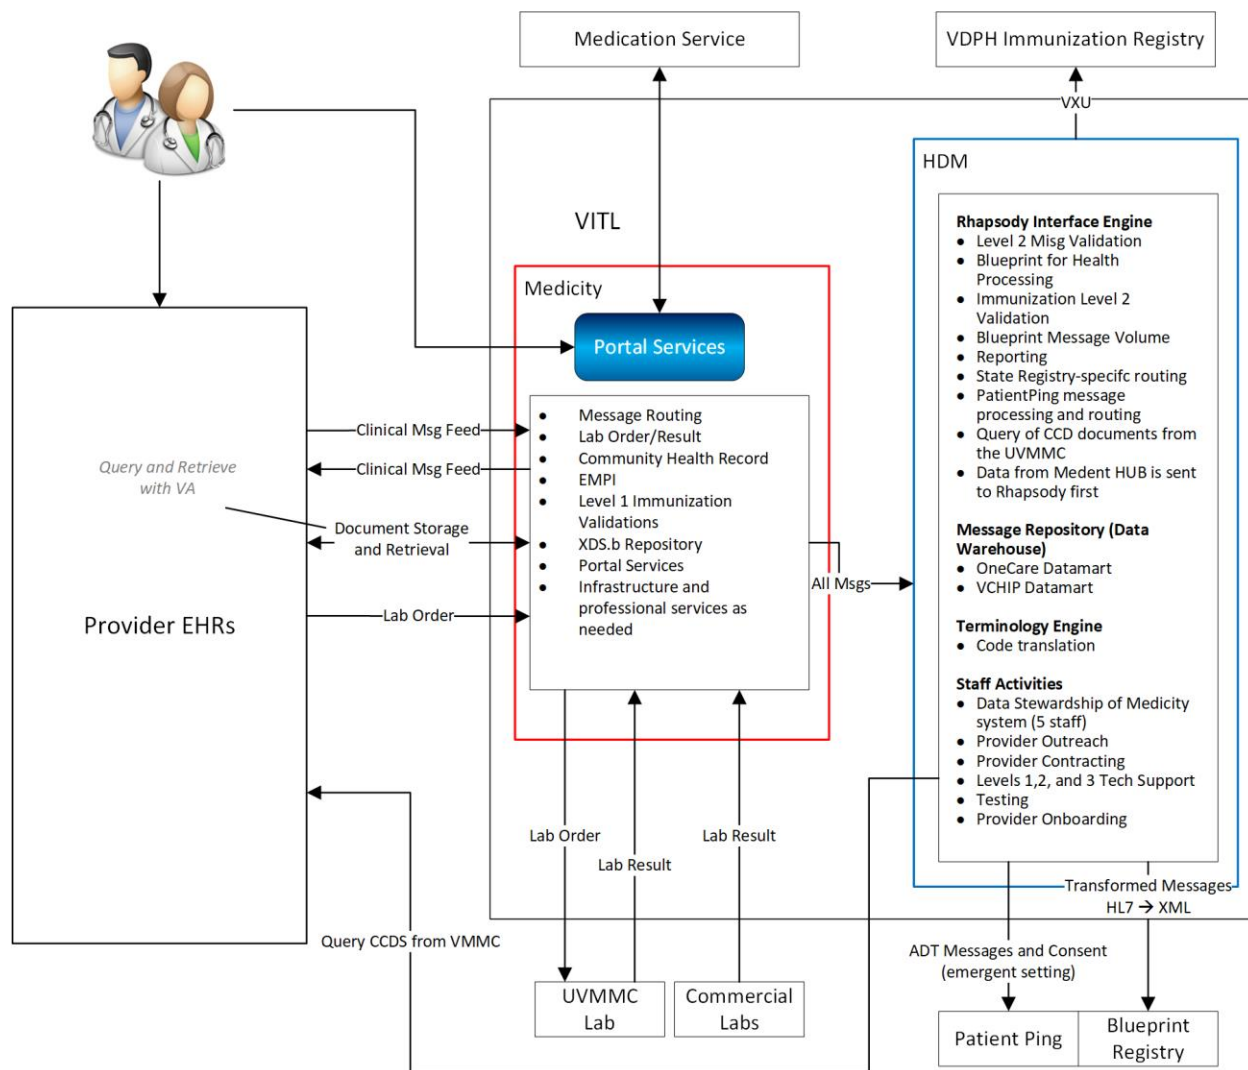 Medication Service
VDPH Immunization Registry
VXU
HDM
VITL
Medicity
Portal Services
Rhapsody Interface Engine
● Level 2 Misg Validation
● Blueprint for Health
Processing
● Immunization Level 2
Validation
● Blueprint Message Volume
● Reporting
● State Registry-specifc routing
● PatientPing message
processing and routing
● Query of CCD documents from
the UVMMC
● Data from Medent HUB is sent
to Rhapsody first
Message Repository (Data
Warehouse)
● OneCare Datamart
● VCHIP Datamart
Terminology Engine
● Code translation
Staff Activities
● Data Stewardship of Medicity
system (5 staff)
● Provider Outreach
● Provider Contracting
● Levels 1,2, and 3 Tech Support
● Testing
● Provider Onboarding
● Message Routing
● Lab Order/Result
● Community Health Record
● EMPI
● Level 1 Immunization
Validations
● XDS.b Repository
● Portal Services
● Infrastructure and
professional services as
needed
Clinical Msg Feed
Clinical Msg Feed
Query and Retrieve
with VA
Document Storage
and Retrieval
Lab Order
Provider EHRs
All Msgs
Lab Order
Lab Result
Lab Result
Transformed Messages
HL7 → XML
Query CCDS from VMMC
ADT Messages and Consent
(emergent setting)
UVMMC
Lab
Commercial
Labs
Patient Ping
Blueprint
Registry